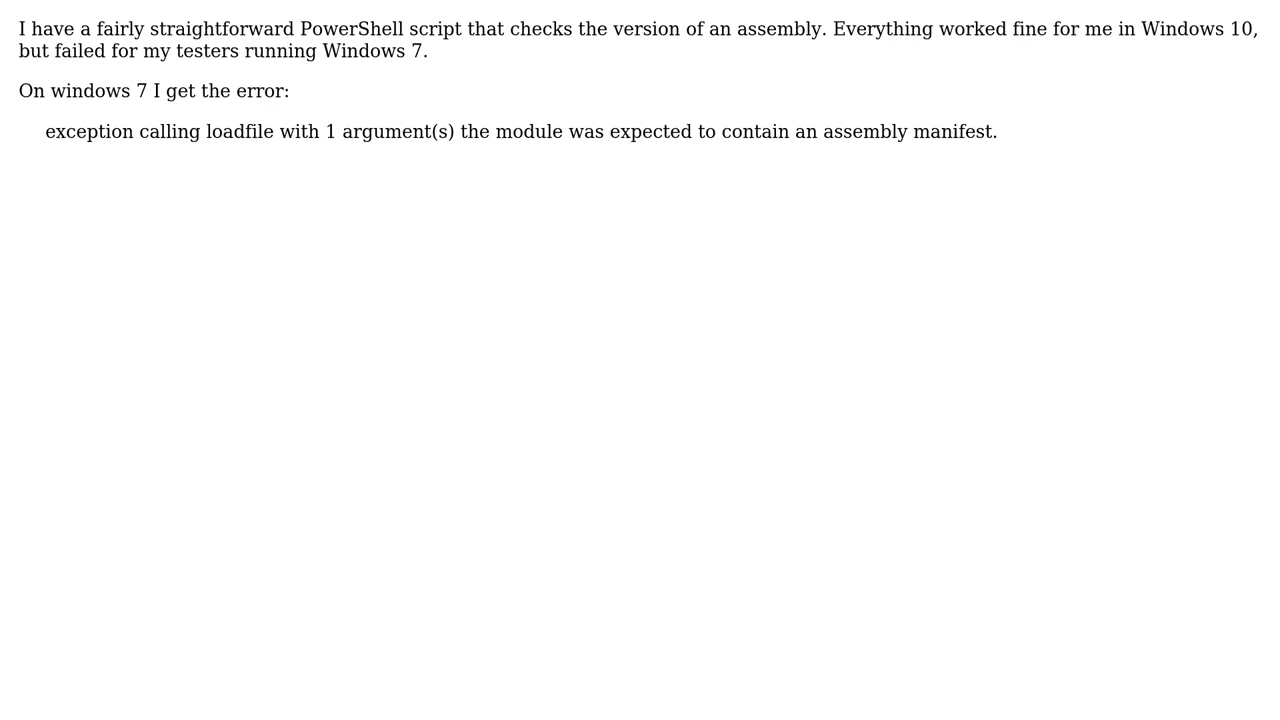 I have a fairly straightforward PowerShell script that checks the version of an assembly. Everything worked fine for me in Windows 10,
but failed for my testers running Windows 7.
On windows 7 I get the error:
exception calling loadfile with 1 argument(s) the module was expected to contain an assembly manifest.